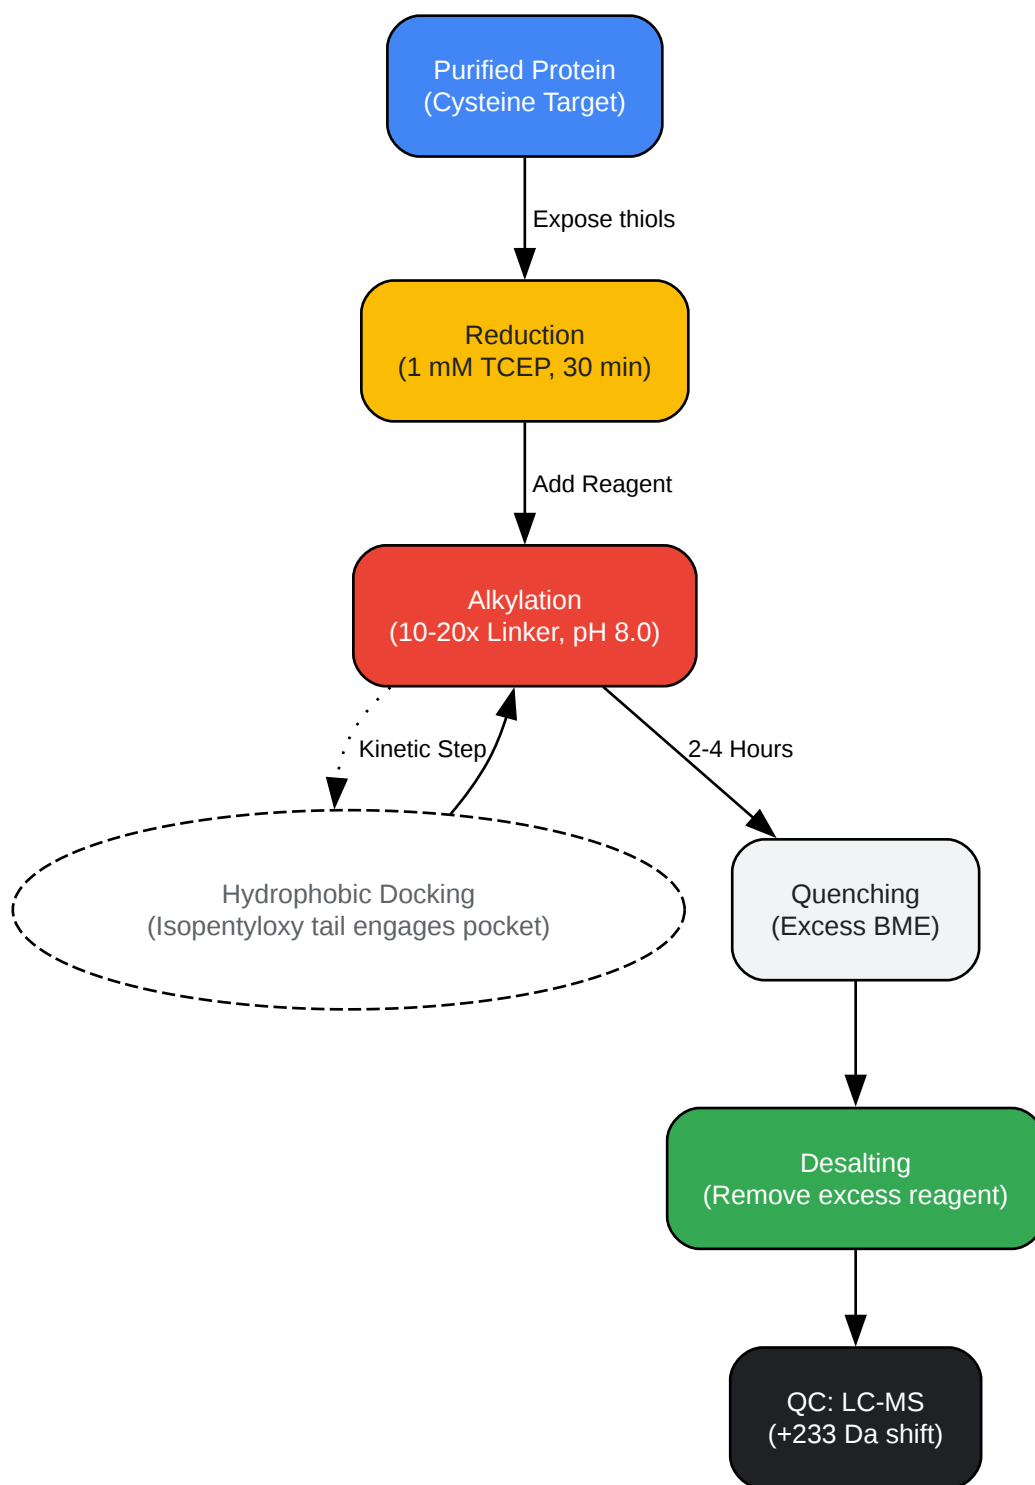 Purified Protein
(Cysteine Target)
Expose thiols
Reduction
(1 mM TCEP, 30 min)
Add Reagent
Alkylation
(10-20x Linker, pH 8.0)
Kinetic Step
2-4 Hours
Hydrophobic Docking
(Isopentyloxy tail engages pocket)
Quenching
(Excess BME)
Desalting
(Remove excess reagent)
QC: LC-MS
(+233 Da shift)